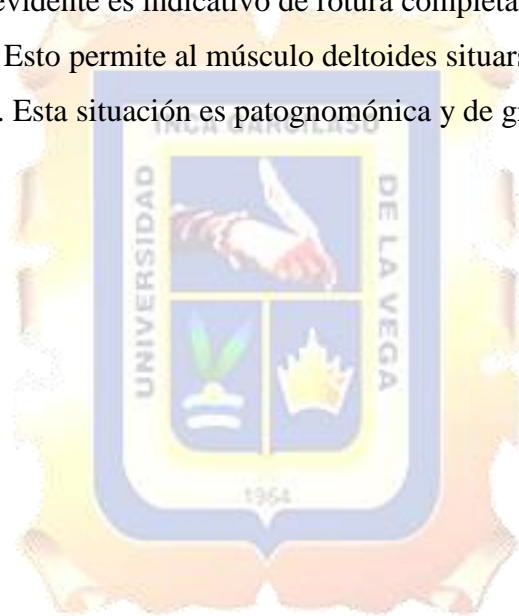 evidente es indicativo de rotura completa
Esto permite al músculo deltoides situar
. Esta situación es patognomónica y de g
INCA GARCILASO
UNIVERSIDAD
DE LA VEGA
1964